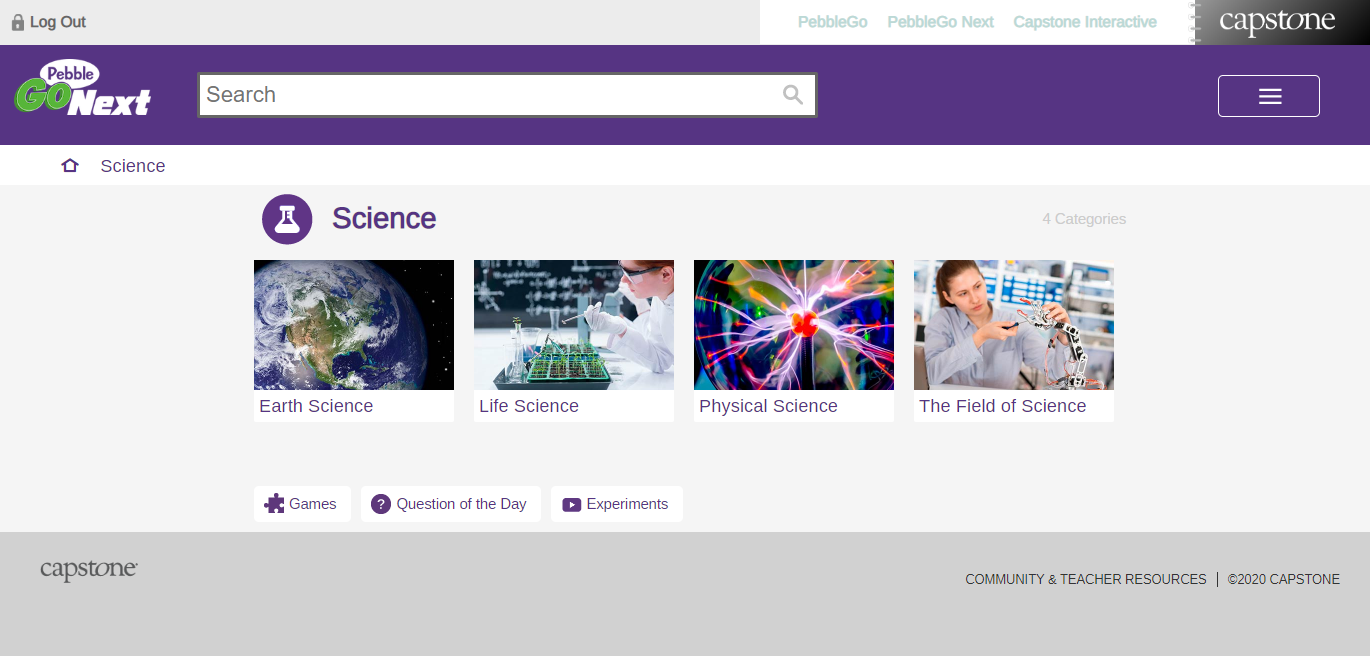 Log Out
PebbleGo PebbleGo Next Capstone Interactive capstone
Pebble
GO Next
Search
Science
Science
4 Categories
Earth Science
Life Science
Physical Science
The Field of Science
Games
? Question of the Day
Experiments
capstone
COMMUNITY & TEACHER RESOURCES | ©2020 CAPSTONE